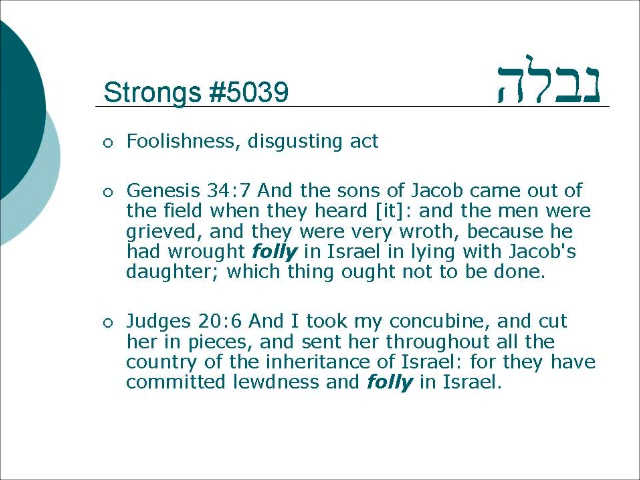 Strongs #5039 נבלה
Foolishness, disgusting act
Genesis 34:7 And the sons of Jacob came out of
the field when they heard [it]: and the men were
grieved, and they were very wroth, because he
had wrought folly in Israel in lying with Jacob's
daughter; which thing ought not to be done.
Judges 20:6 And I took my concubine, and cut
her in pieces, and sent her throughout all the
country of the inheritance of Israel: for they have
committed lewdness and folly in Israel.